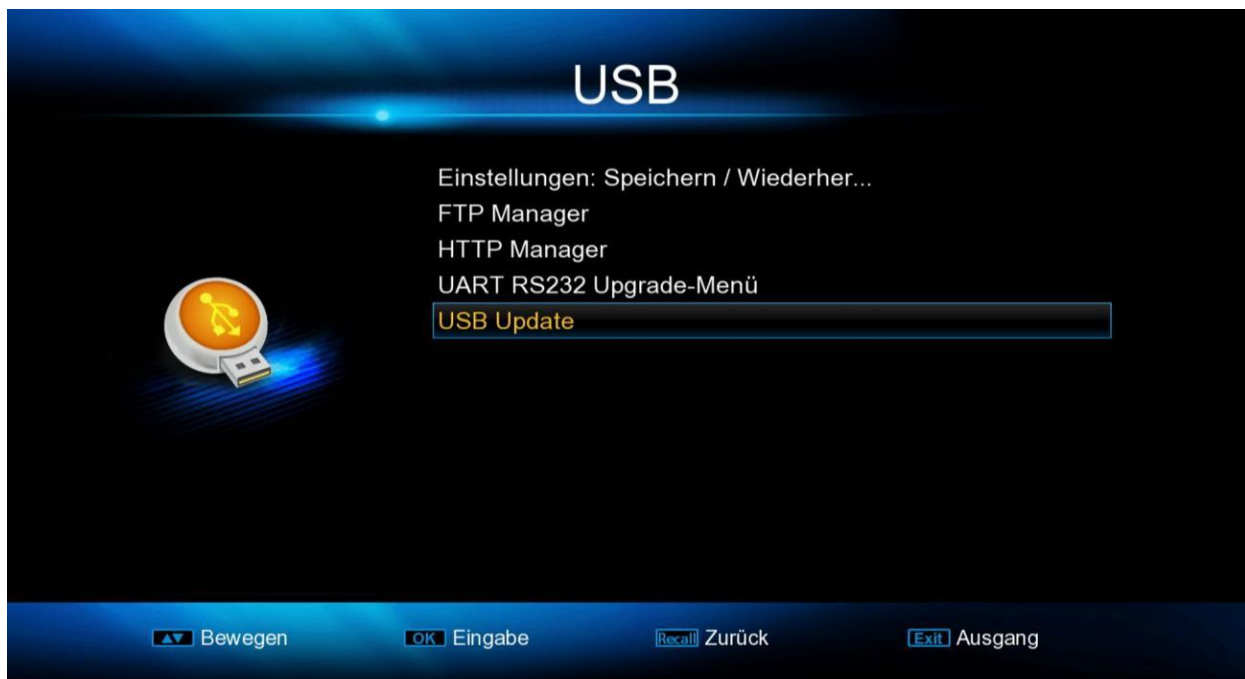 USB
Einstellungen: Speichern / Wiederher...
FTP Manager
HTTP Manager
UART RS232 Upgrade-Menü
USB Update
▲▼ Bewegen OK Eingabe Recall Zurück Exit Ausgang